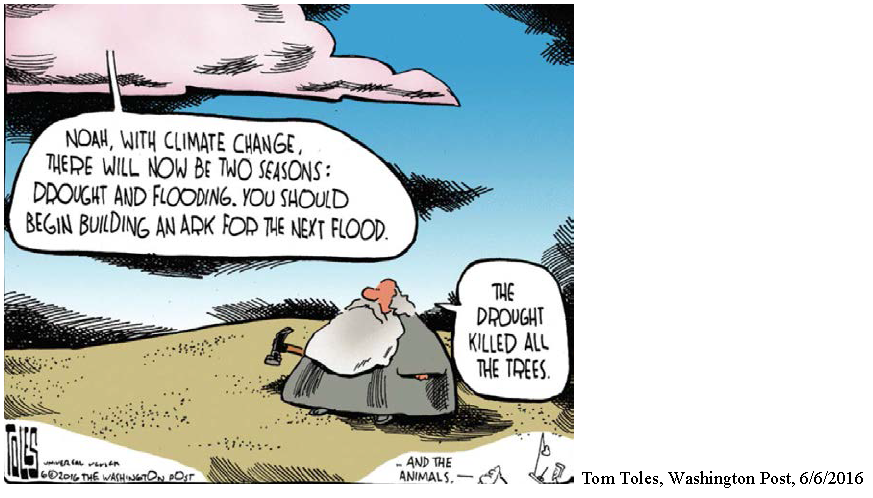 NOAH, WITH CLIMATE CHANGE,
THERE WILL NOW BE TWO SEASONS:
DROUGHT AND FLOODING. YOU SHOULD
BEGIN BUILDING AN ARK FOR THE NEXT FLOOD.
THE
DROUGHT
KILLED ALL
THE TREES.
TOLES
UNIVERSAL UCLICK
6 © 2016 THE WASHINGTON POST
.. AND THE
ANIMALS. —
Tom Toles, Washington Post, 6/6/2016